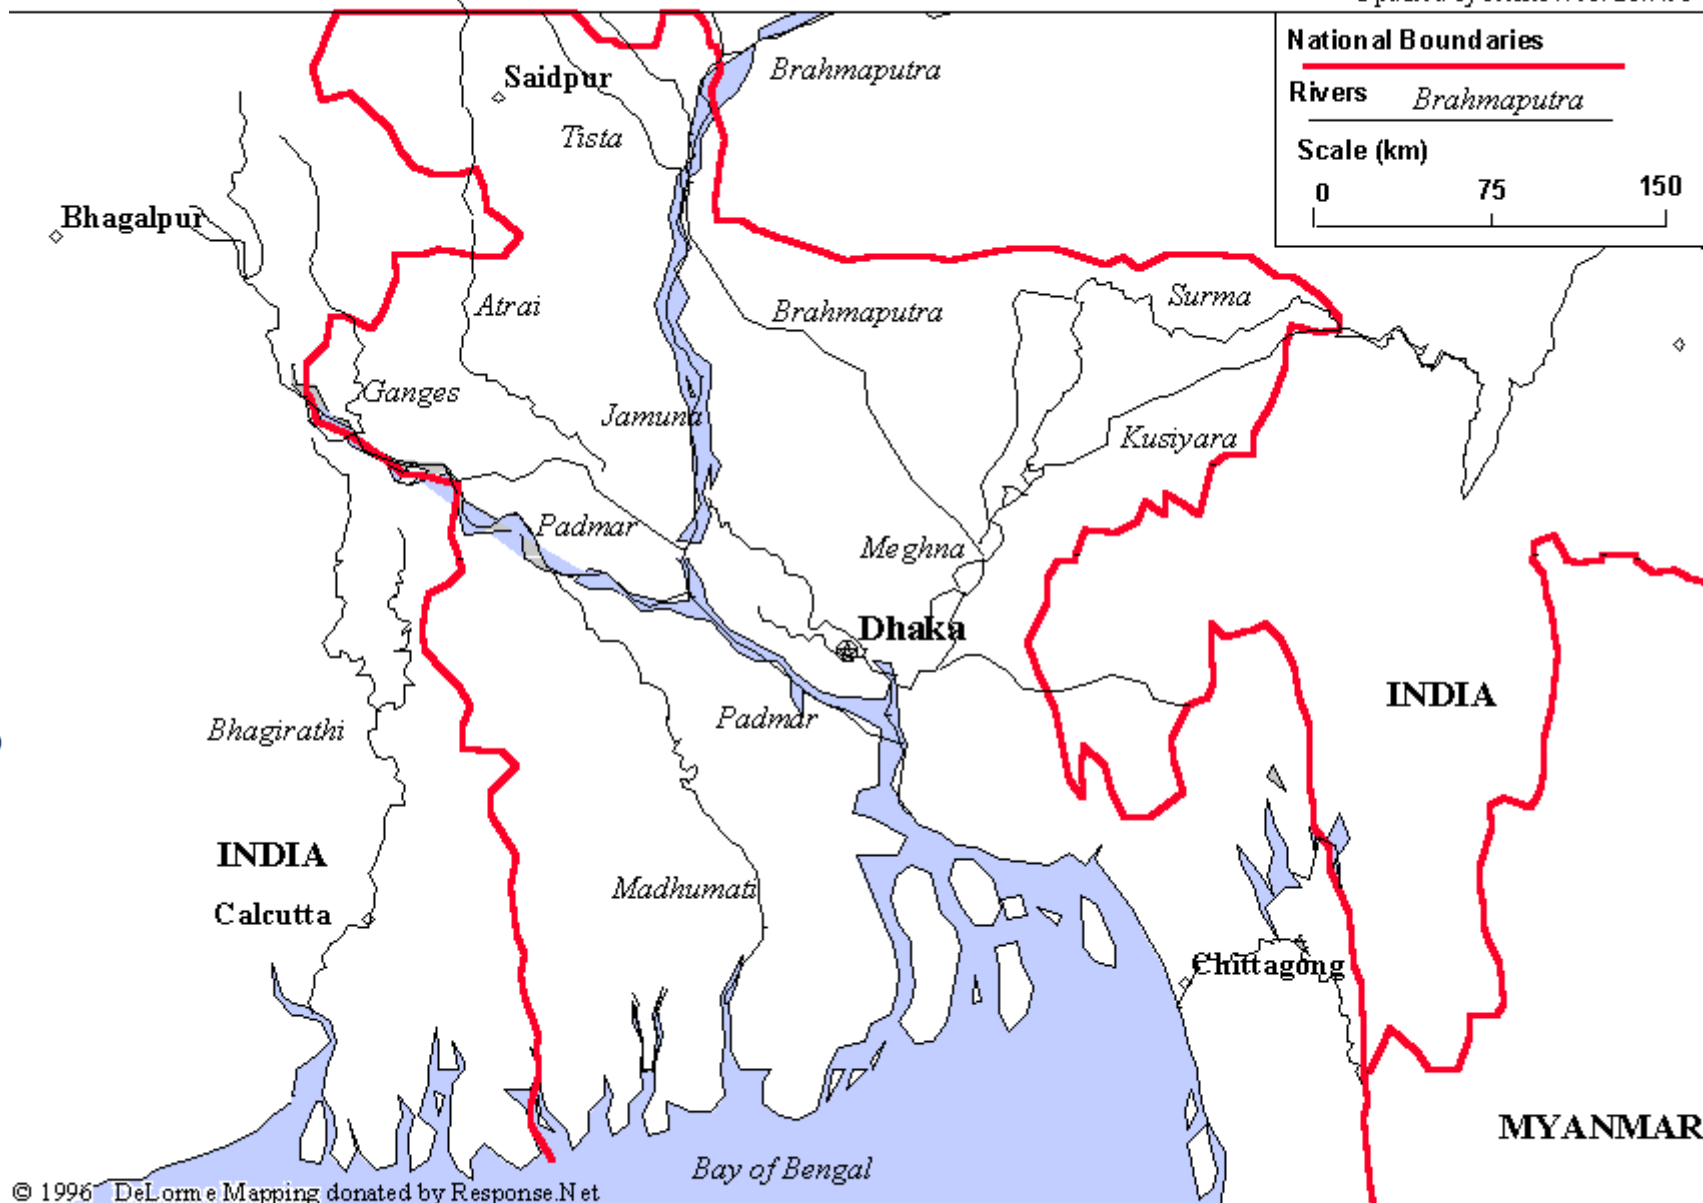 National Boundaries
Rivers Brahmaputra
Scale (km)
0 75 150
Brahmaputra
Saidpur
Tista
Bhagalpur
Atrai
Brahmaputra
Surma
Ganges
Jamuna
Kusiyara
Padmar
Meghna
Dhaka
INDIA
Padmar
Bhagirathi
INDIA
Madhumati
Calcutta
Chittagong
MYANMAR
Bay of Bengal
© 1996 DeLorme Mapping donated by Response.Net